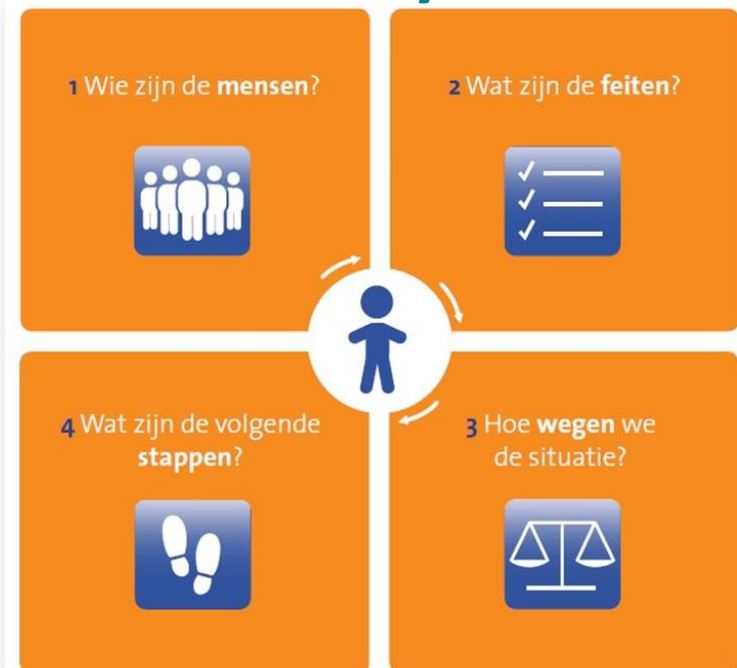 1 Wie zijn de mensen?
2 Wat zijn de feiten?
3 Hoe wegen we
de situatie?
4 Wat zijn de volgende
stappen?